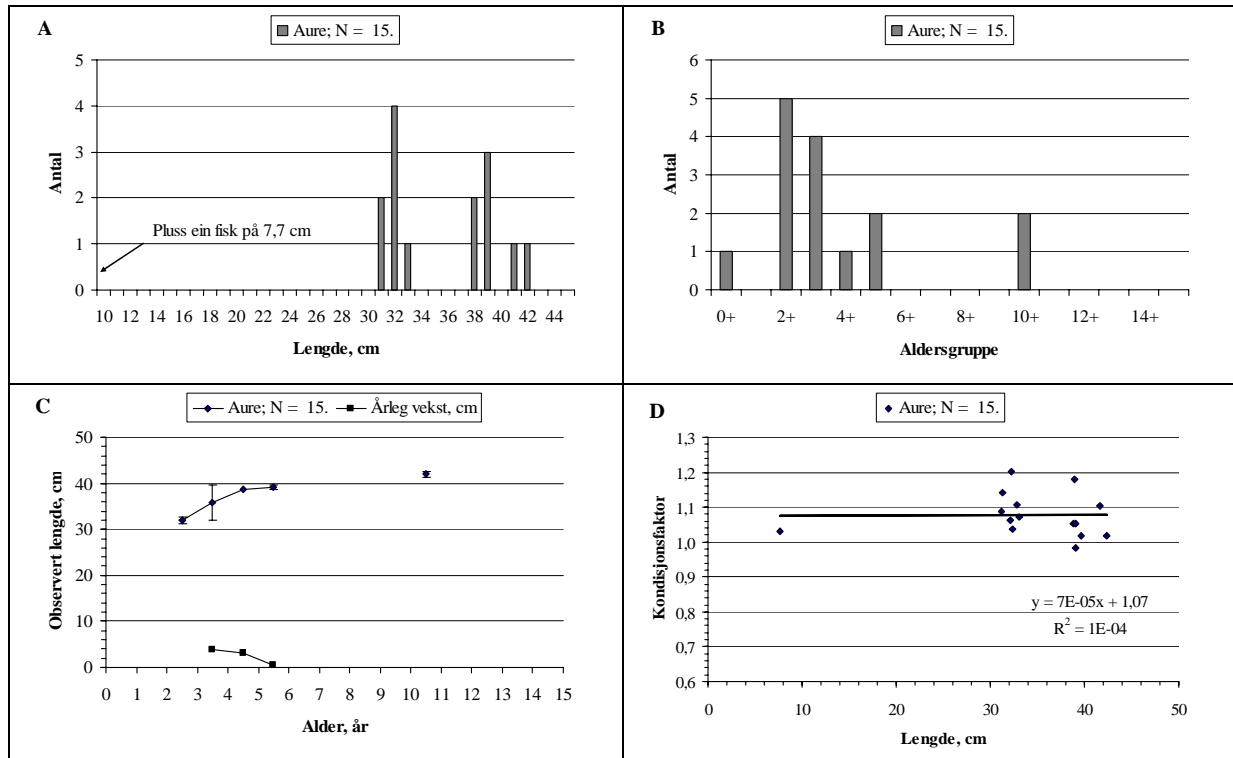 A
Aure; N = 15.
Antal
5
4
3
2
1
0
Pluss ein fisk på 7,7 cm
10 12 14 16 18 20 22 24 26 28 30 32 34 36 38 40 42 44
Lengde, cm
B
Aure; N = 15.
Antal
6
5
4
3
2
1
0
0+ 2+ 4+ 6+ 8+ 10+ 12+ 14+
Aldersgruppe
C
Aure; N = 15. Årleg vekst, cm
Observert lengde, cm
50
40
30
20
10
0
0 1 2 3 4 5 6 7 8 9 10 11 12 13 14 15
Alder, år
D
Aure; N = 15.
Kondisjonsfaktor
1,3
1,2
1,1
1,0
0,9
0,8
0,7
0,6
y = 7E-05x + 1,07
R² = 1E-04
0 10 20 30 40 50
Lengde, cm